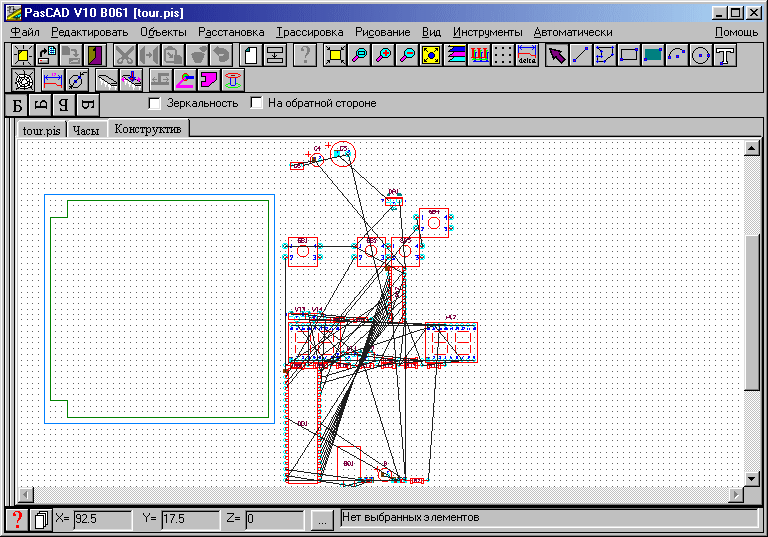 PasCAD V10 B061 [tour.pis]
Файл Редактировать Объекты Расстановка Трассировка Рисование Вид Инструменты Автоматически Помощь
delta
Б Б Я Б
Зеркальность На обратной стороне
tour.pis Часы Конструктив
X= 92.5 Y= 17.5 Z= 0 ... Нет выбранных элементов